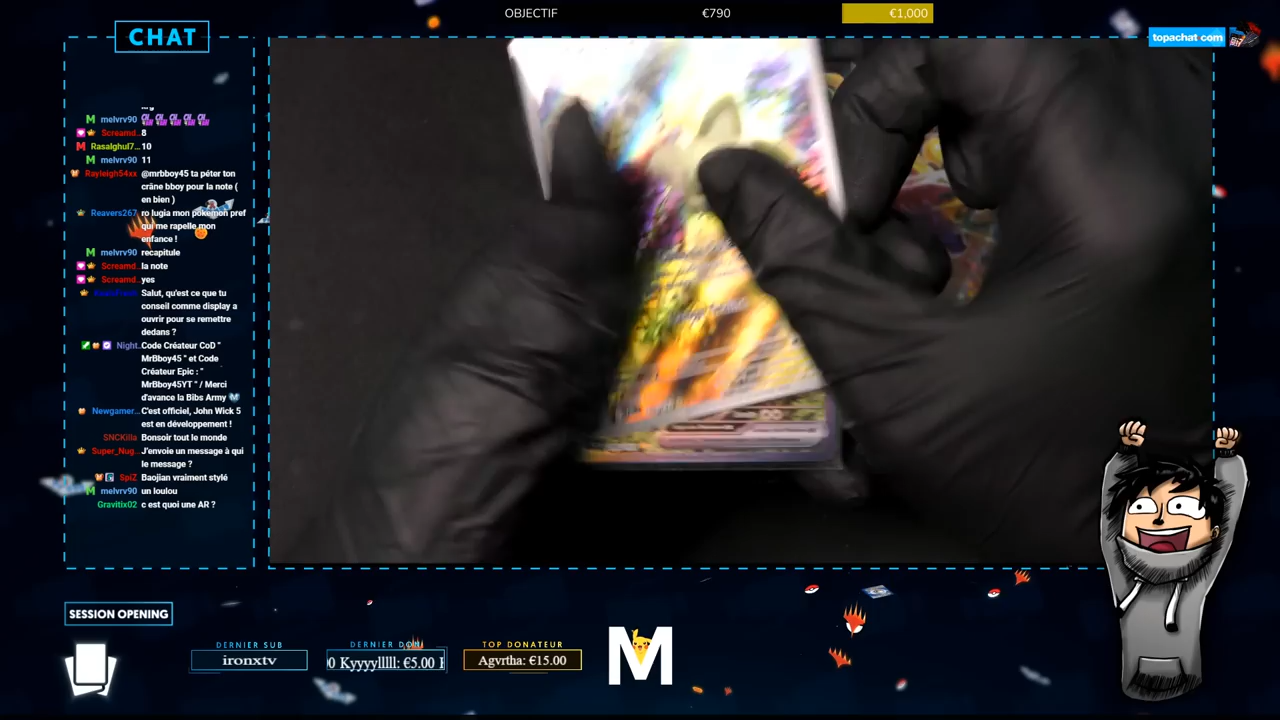 OBJECTIF €790 €1,000
topachat com
CHAT
melvrv90
Screamd.. 8
Rasalghul7... 10
melvrv90 11
Rayleigh54xx @mrbboy45 ta péter ton
crâne bboy pour la note (
en bien )
Reavers267 ro lugia mon pokemon pref
qui me rapelle mon
enfance !
melvrv90 recapitule
Screamd.. la note
Screamd.. yes
Salut, qu'est ce que tu
conseil comme display a
ouvrir pour se remettre
dedans ?
Night.. Code Créateur CoD "
MrBboy45 " et Code
Créateur Epic : "
MrBboy45YT " / Merci
d'avance la Bibs Army
Newgamer... C'est officiel, John Wick 5
est en développement !
SNCKilla Bonsoir tout le monde
Super_Nug... J'envoie un message à qui
le message ?
SpiZ Baojian vraiment stylé
melvrv90 un loulou
Gravitix02 c est quoi une AR ?
SESSION OPENING
DERNIER SUB
ironxtv
DERNIER DON
0 Kyyyylllll: €5.00
TOP DONATEUR
Agvrtha: €15.00
M